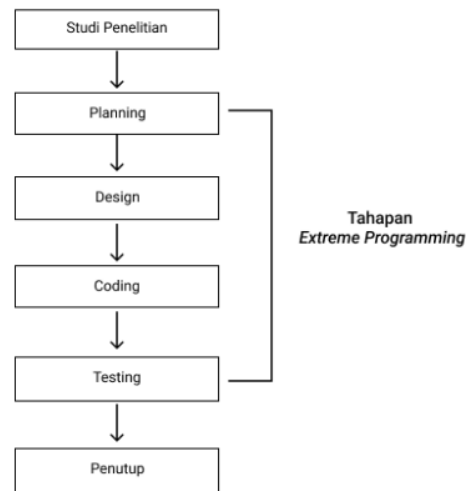 Studi Penelitian
Planning
Design
Tahapan
Extreme Programming
Coding
Testing
Penutup